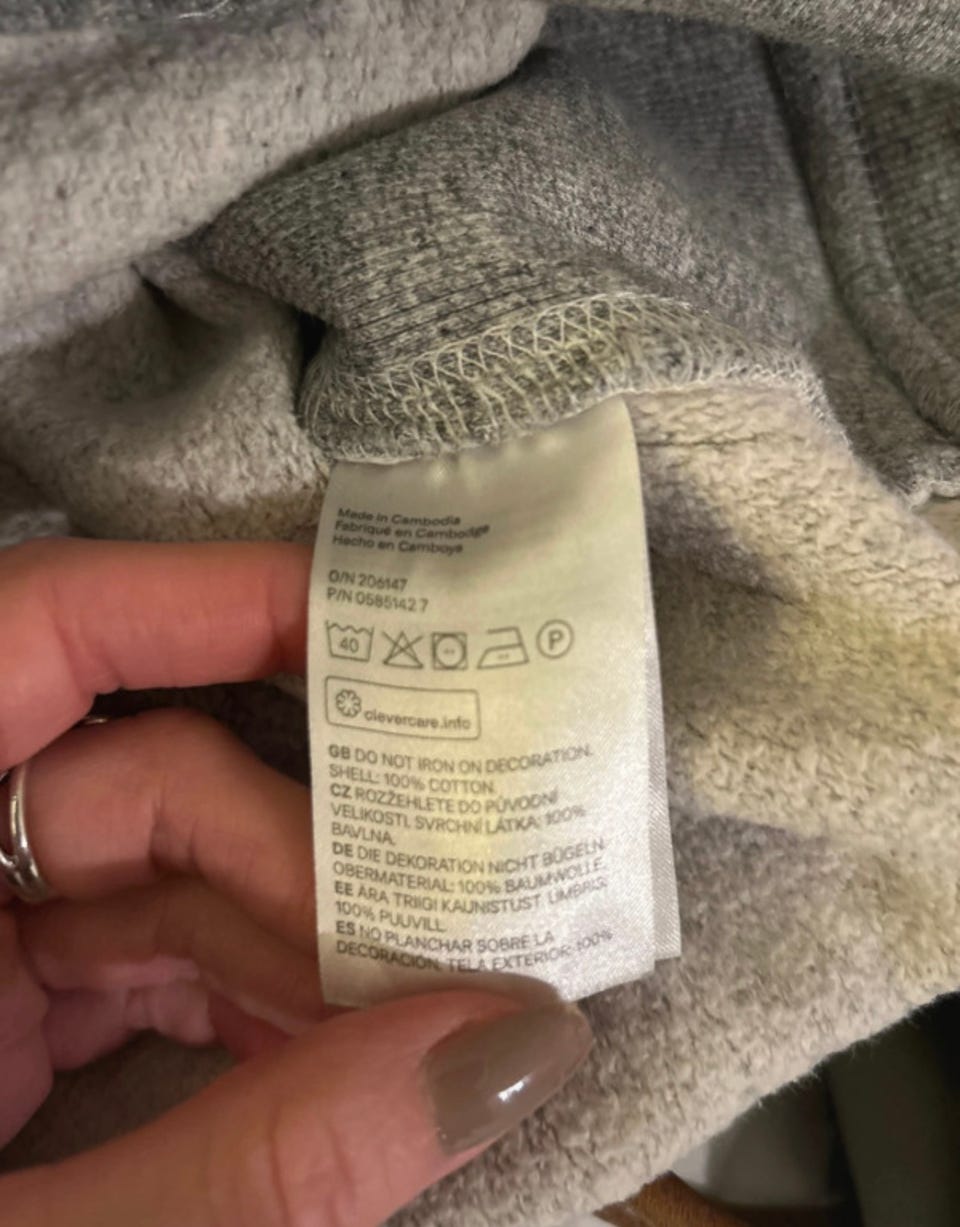 Made in Cambodia
Fabriqué en Cambodge
Hecho en Camboya
O/N 206147
P/N 0585142 7
40
P
clevercare.info
GB DO NOT IRON ON DECORATION.
SHELL: 100% COTTON.
CZ ROZŽEHLETE DO PŮVODNÍ
VELIKOSTI. SVRCHNÍ LÁTKA: 100%
BAVLNA.
DE DIE DEKORATION NICHT BÜGELN.
OBERMATERIAL: 100% BAUMWOLLE.
EE ÄRA TRIIGI KAUNISTUST. ÜMBRIS:
100% PUUVILL.
ES NO PLANCHAR SOBRE LA
DECORACIÓN. TELA EXTERIOR: 100%